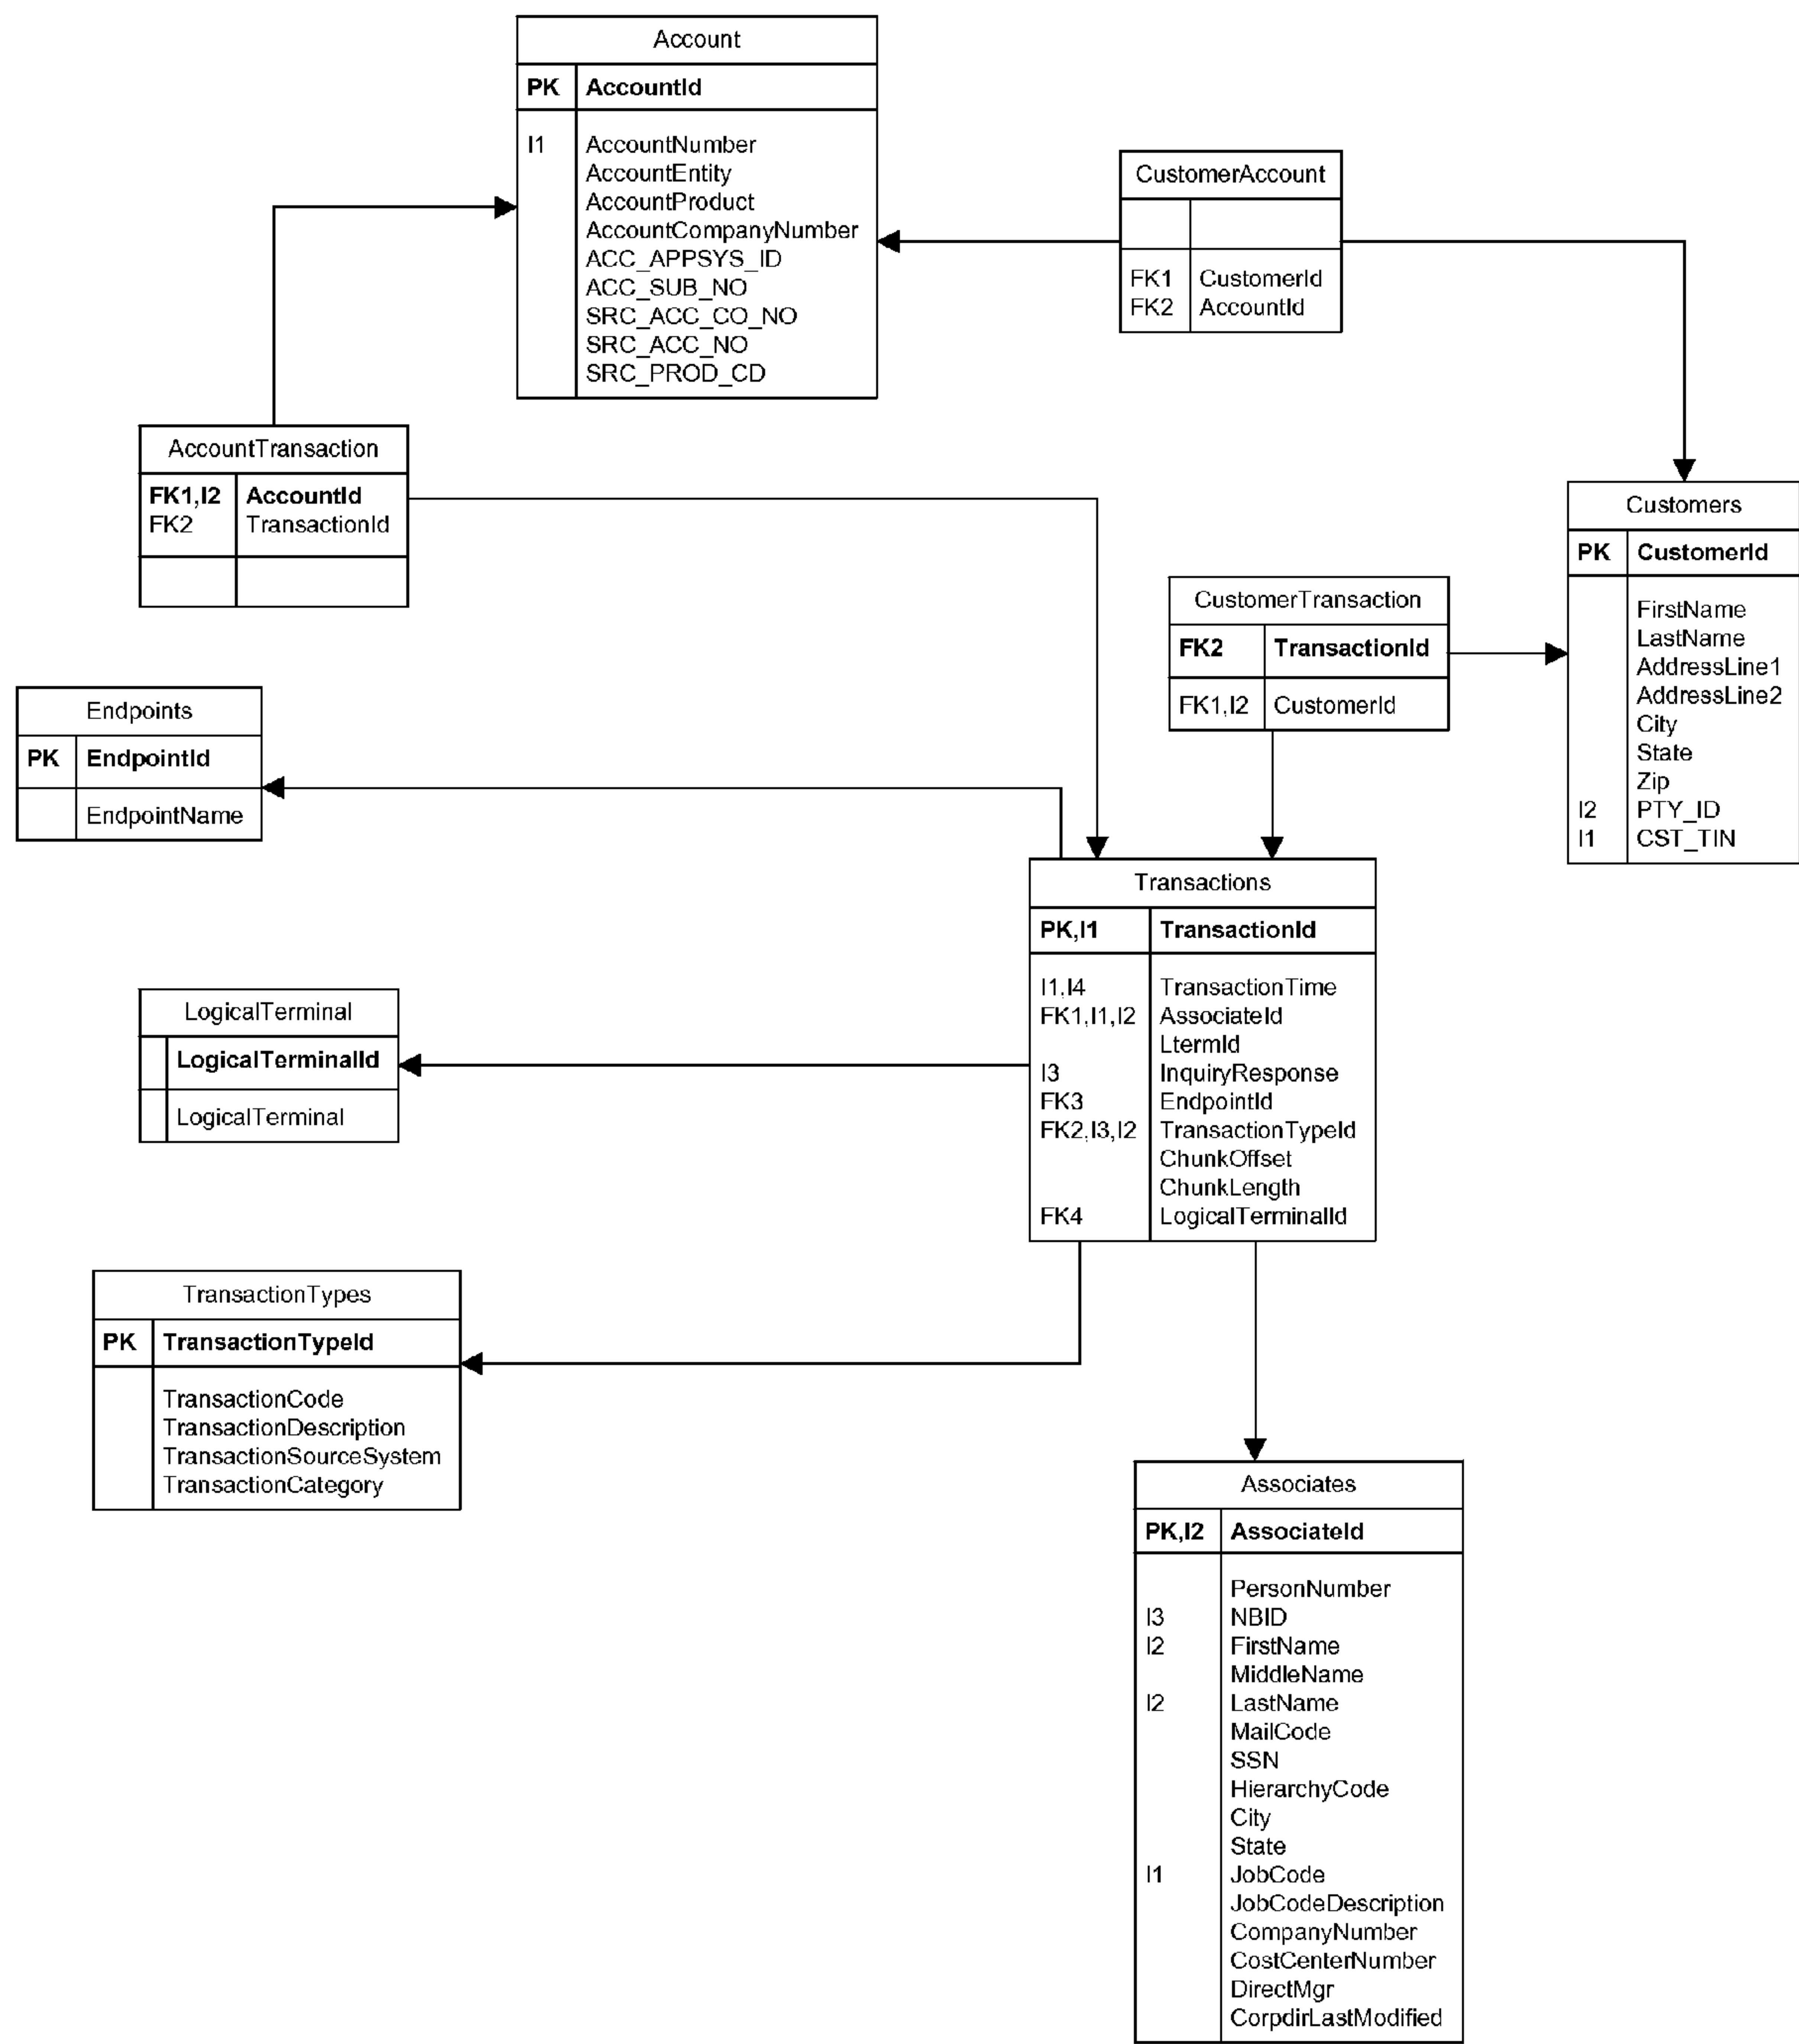 Account
PK AccountId
I1 AccountNumber
AccountEntity
AccountProduct
AccountCompanyNumber
ACC_APPSYS_ID
ACC_SUB_NO
SRC_ACC_CO_NO
SRC_ACC_NO
SRC_PROD_CD
CustomerAccount
FK1 CustomerId
FK2 AccountId
AccountTransaction
FK1,I2 AccountId
FK2 TransactionId
Customers
PK CustomerId
FirstName
LastName
AddressLine1
AddressLine2
City
State
Zip
I2 PTY_ID
I1 CST_TIN
CustomerTransaction
FK2 TransactionId
FK1,I2 CustomerId
Endpoints
PK EndpointId
EndpointName
Transactions
PK,I1 TransactionId
I1,I4 TransactionTime
FK1,I1,I2 AssociateId
LtermId
I3 InquiryResponse
FK3 EndpointId
FK2,I3,I2 TransactionTypeId
ChunkOffset
ChunkLength
FK4 LogicalTerminalId
LogicalTerminal
LogicalTerminalId
LogicalTerminal
TransactionTypes
PK TransactionTypeId
TransactionCode
TransactionDescription
TransactionSourceSystem
TransactionCategory
Associates
PK,I2 AssociateId
PersonNumber
I3 NBID
I2 FirstName
MiddleName
I2 LastName
MailCode
SSN
HierarchyCode
City
State
I1 JobCode
JobCodeDescription
CompanyNumber
CostCenterNumber
DirectMgr
CorpdirLastModified